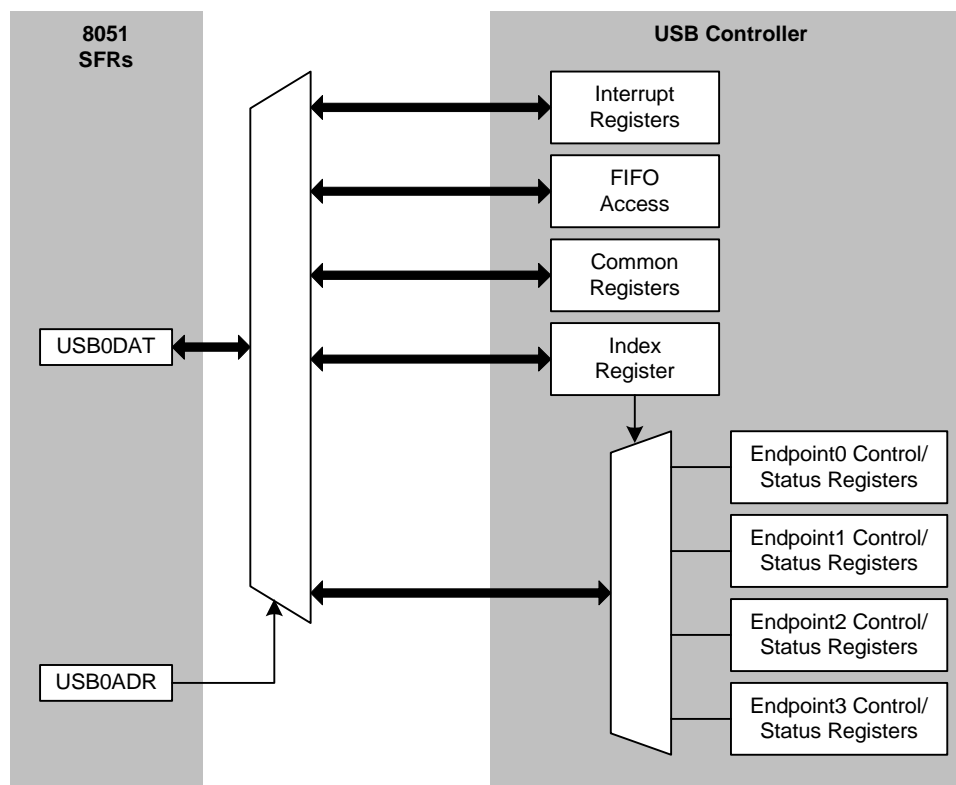 8051
SFRs
USB Controller
Interrupt
Registers
FIFO
Access
Common
Registers
USB0DAT
Index
Register
Endpoint0 Control/
Status Registers
Endpoint1 Control/
Status Registers
Endpoint2 Control/
Status Registers
USB0ADR
Endpoint3 Control/
Status Registers